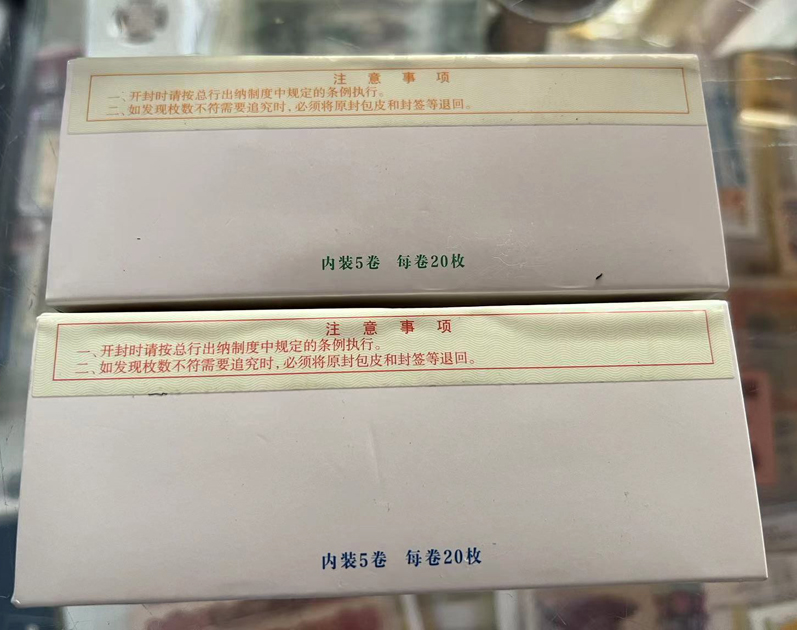 注意事项
一、开封时请按总行出纳制度中规定的条例执行。
二、如发现枚数不符需要追究时，必须将原封包皮和封签等退回。
内装5卷 每卷20枚
注意事项
一、开封时请按总行出纳制度中规定的条例执行。
二、如发现枚数不符需要追究时，必须将原封包皮和封签等退回。
内装5卷 每卷20枚